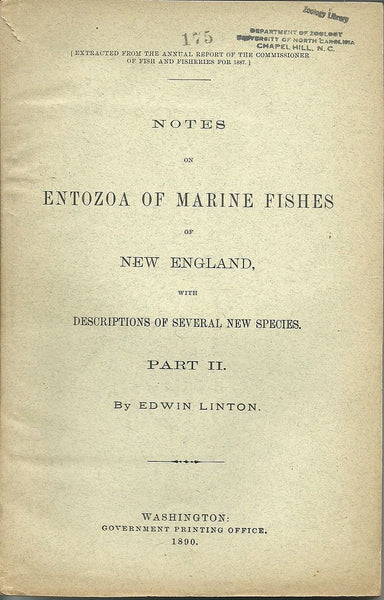 Zoology Library
175
DEPARTMENT OF ZOOLOGY
UNIVERSITY OF NORTH CAROLINA
CHAPEL HILL, N. C.
[EXTRACTED FROM THE ANNUAL REPORT OF THE COMMISSIONER
OF FISH AND FISHERIES FOR 1887.]
NOTES
ON
ENTOZOA OF MARINE FISHES
OF
NEW ENGLAND,
WITH
DESCRIPTIONS OF SEVERAL NEW SPECIES.
PART II.
By EDWIN LINTON.
WASHINGTON:
GOVERNMENT PRINTING OFFICE.
1890.